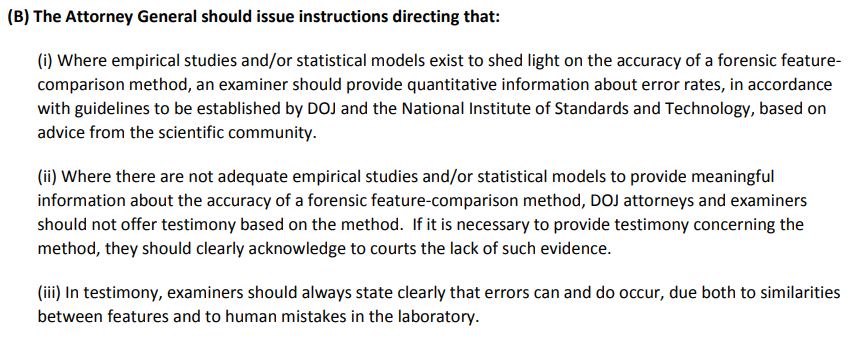 (B) The Attorney General should issue instructions directing that:
(i) Where empirical studies and/or statistical models exist to shed light on the accuracy of a forensic feature-
comparison method, an examiner should provide quantitative information about error rates, in accordance
with guidelines to be established by DOJ and the National Institute of Standards and Technology, based on
advice from the scientific community.
(ii) Where there are not adequate empirical studies and/or statistical models to provide meaningful
information about the accuracy of a forensic feature-comparison method, DOJ attorneys and examiners
should not offer testimony based on the method.  If it is necessary to provide testimony concerning the
method, they should clearly acknowledge to courts the lack of such evidence.
(iii) In testimony, examiners should always state clearly that errors can and do occur, due both to similarities
between features and to human mistakes in the laboratory.